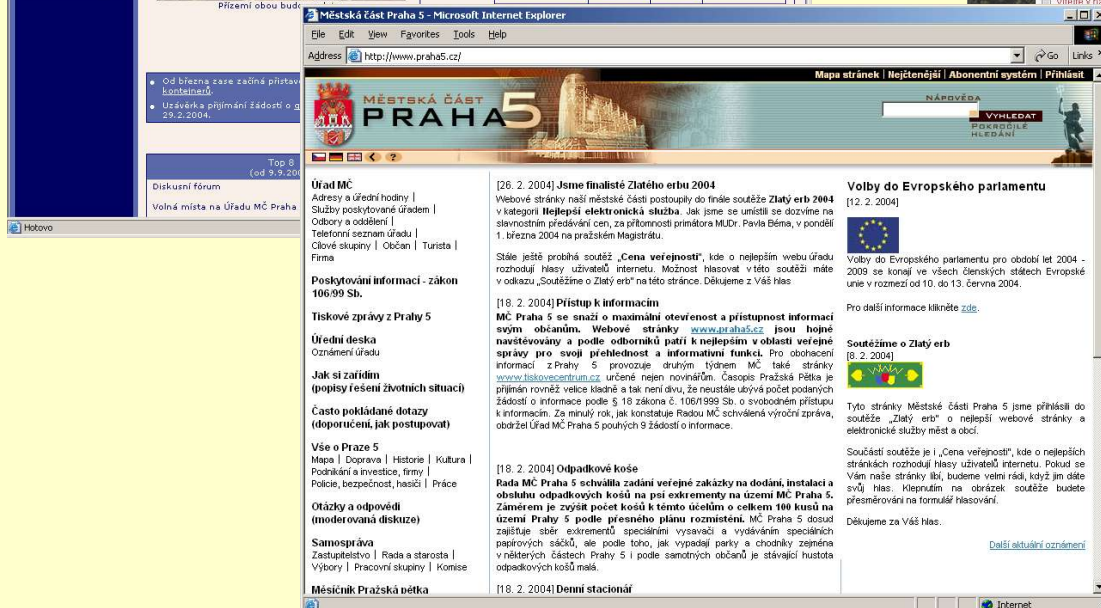 Přízemí obou
Od března zase začíná
kontejnerů.
Uzávěrka přijímání žádostí o
29.2.2004.
Top 8
Diskusní fórum
Volná místa na Úřadu MČ Praha
Hotovo
Městská část Praha 5 - Microsoft Internet Explorer
File Edit View Favorites Tools Help
Address http://www.praha5.cz/ Go Links
Mapa stránek | Nejčtenější | Abonentní systém | Přihlásit
MĚSTSKÁ ČÁST
PRAHA 5
NÁPOVĚDA
VYHLEDAT
POKROČILÉ
HLEDÁNÍ
Úřad MČ
Adresy a úřední hodiny |
Služby poskytované úřadem |
Odbory a oddělení |
Telefonní seznam úřadu |
Cílové skupiny | Občan | Turista |
Firma
Poskytování informací - zákon
106/99 Sb.
Tiskové zprávy z Prahy 5
Úřední deska
Oznámení úřadu
Jak si zařídím
(popisy řešení životních situací)
Často pokládané dotazy
(doporučení, jak postupovat)
Vše o Praze 5
Mapa | Doprava | Historie | Kultura |
Podnikání a investice, firmy |
Policie, bezpečnost, hasiči | Práce
Otázky a odpovědi
(moderovaná diskuze)
Samospráva
Zastupitelstvo | Rada a starosta |
Výbory | Pracovní skupiny | Komise
Měsíčník Pražská pětka
[26. 2. 2004] Jsme finalisté Zlatého erbu 2004
Webové stránky naší městské části postoupily do finále soutěže Zlatý erb 2004
v kategorii Nejlepší elektronická služba. Jak jsme se umístili se dozvíme na
slavnostním předávání cen, za přítomnosti primátora MUDr. Pavla Béma, v pondělí
1. března 2004 na pražském Magistrátu.
Stále ještě probíhá soutěž „Cena veřejnosti", kde o nejlepším webu úřadu
rozhodují hlasy uživatelů internetu. Možnost hlasovat v této soutěži máte
v odkazu „Soutěžíme o Zlatý erb" na této stránce. Děkujeme z Váš hlas
[18. 2. 2004] Přístup k informacím
MČ Praha 5 se snaží o maximální otevřenost a přístupnost informací
svým občanům. Webové stránky www.praha5.cz jsou hojně
navštěvovány a podle odborníků patří k nejlepším v oblasti veřejné
správy pro svoji přehlednost a informativní funkci. Pro obohacení
informací z Prahy 5 provozuje druhým týdnem MČ také stránky
www.tiskovecentrum.cz určené nejen novinářům. Časopis Pražská Pětka je
přijímán rovněž velice kladně a tak není divu, že neustále ubývá počet podaných
žádostí o informace podle § 18 zákona č. 106/1999 Sb. o svobodném přístupu
k informacím. Za minulý rok, jak konstatuje Radou MČ schválená výroční zpráva,
obdržel Úřad MČ Praha 5 pouhých 9 žádostí o informace.
[18. 2. 2004] Odpadkové koše
Rada MČ Praha 5 schválila zadání veřejné zakázky na dodání, instalaci a
obsluhu odpadkových košů na psí exkrementy na území MČ Praha 5.
Záměrem je zvýšit počet košů k témto účelům o celkem 100 kusů na
území Prahy 5 podle přesného plánu rozmístění. MČ Praha 5 dosud
zajišťuje sběr exkrementů speciálními vysavači a vydáváním speciálních
papírových sáčků, ale podle toho, jak vypadají parky a chodníky zejména
v některých částech Prahy 5 i podle samotných občanů je stávající hustota
odpadkových košů malá.
[18. 2. 2004] Denní stacionář
Volby do Evropského parlamentu
[12. 2. 2004]
Volby do Evropského parlamentu pro období let 2004 -
2009 se konají ve všech členských státech Evropské
unie v rozmezí od 10. do 13. června 2004.
Pro další informace klikněte zde.
Soutěžíme o Zlatý erb
[8. 2. 2004]
Tyto stránky Městské části Praha 5 jsme přihlásili do
soutěže „Zlatý erb" o nejlepší webové stránky a
elektronické služby měst a obcí.
Součástí soutěže je i „Cena veřejnosti", kde o nejlepších
stránkách rozhodují hlasy uživatelů internetu. Pokud se
Vám naše stránky líbí, budeme velmi rádi, když jim dáte
svůj hlas. Klepnutím na obrázek soutěže budete
přesměrováni na formulář hlasování.
Děkujeme za Váš hlas.
Další aktuální oznámení
Internet